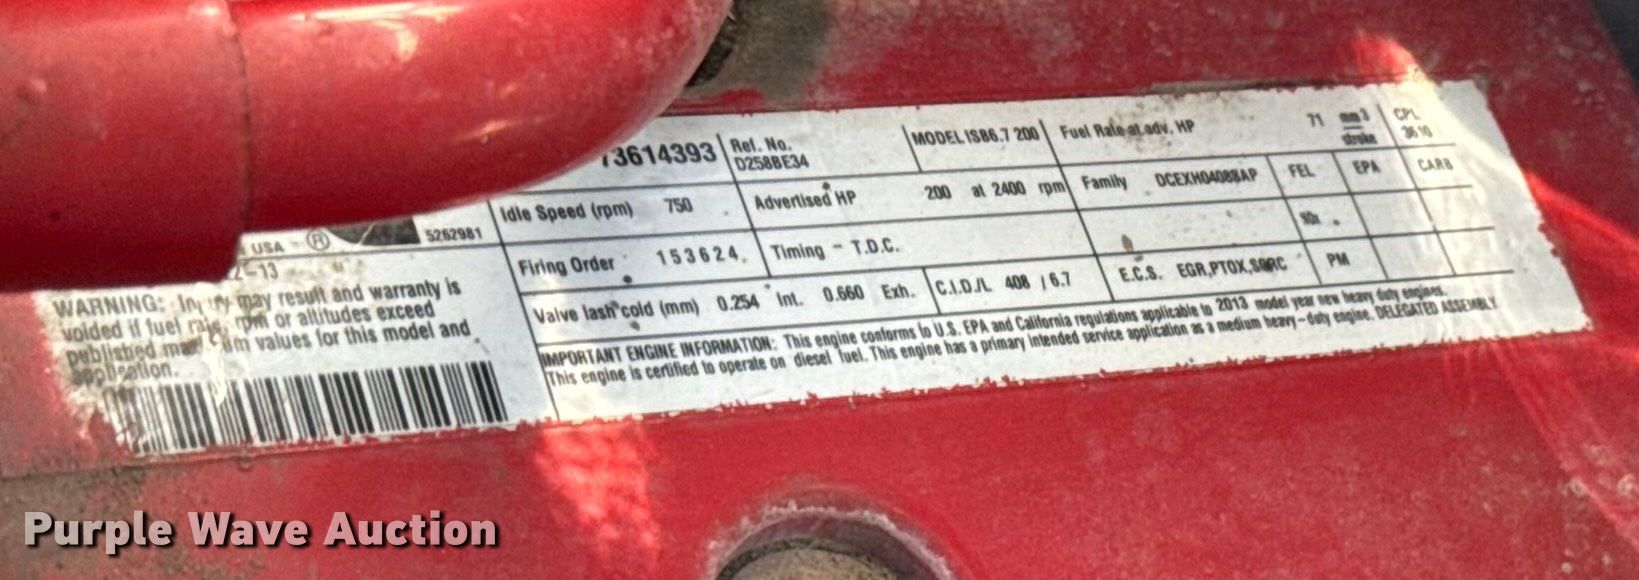 73614393
Ref. No.
D258BE34
MODEL ISB6.7 200
Fuel Rate at adv. HP 71 mm3
stroke
CPL
3610
Idle Speed (rpm) 750
Advertised HP 200 at 2400 rpm
Family
FEL EPA CARB
USA ® 5262981
-13
Firing Order 153624
Timing - T.D.C.
NOx
Valve lash cold (mm) 0.254 Int. 0.660 Exh.
C.I.D./L 408 / 6.7
E.C.S. EGR,PTOX,
PM
WARNING: Injury may result and warranty is
voided if fuel rate, rpm or altitudes exceed
published maximum values for this model and
application.
IMPORTANT ENGINE INFORMATION: This engine conforms to U.S. EPA and California regulations applicable to 2013 model year new heavy duty engines.
This engine is certified to operate on diesel fuel. This engine has a primary intended service application as a medium heavy-duty engine. DELEGATED ASSEMBLY.
Purple Wave Auction